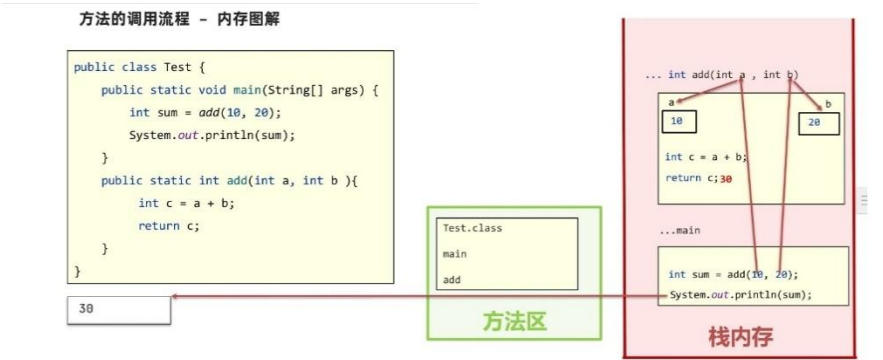 方法的调用流程 – 内存图解
public class Test {
public static void main(String[] args) {
int sum = add(10, 20);
System.out.println(sum);
}
public static int add(int a, int b ){
int c = a + b;
return c;
}
}
30
Test.class
main
add
方法区
... int add(int a , int b)
a b
10 20
int c = a + b;
return c;30
...main
int sum = add(10, 20);
System.out.println(sum);
栈内存